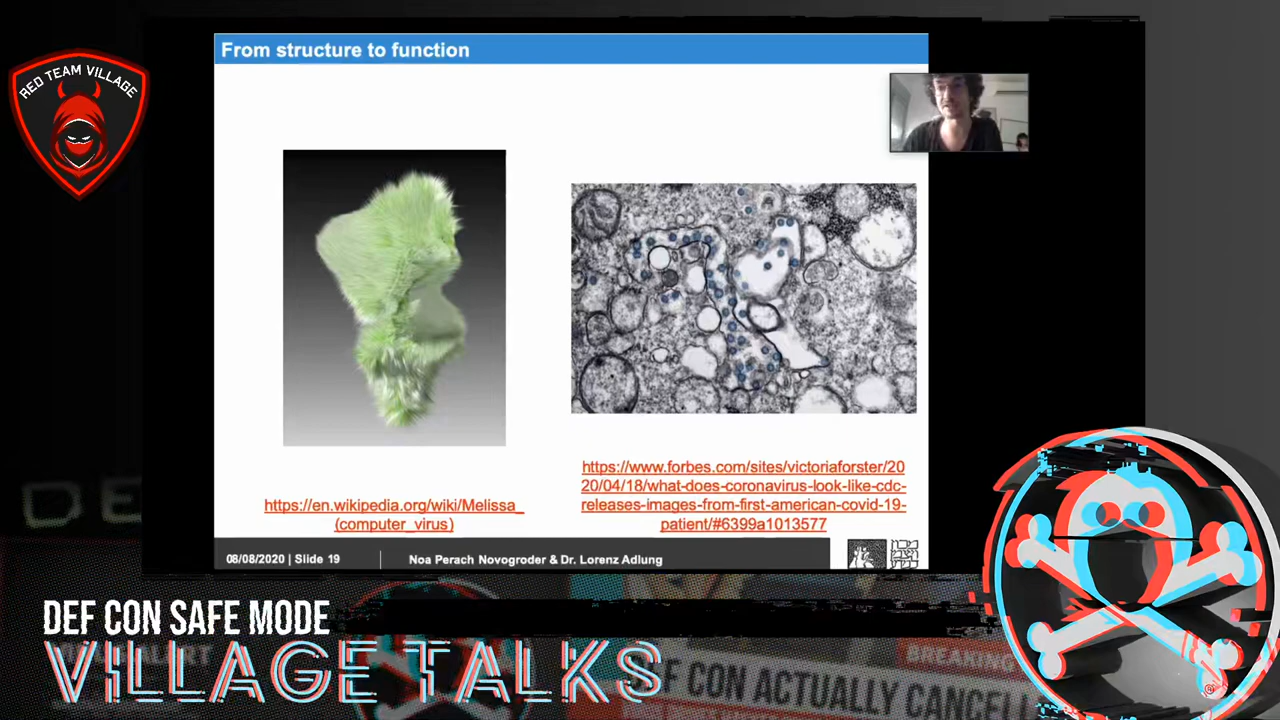 RED TEAM VILLAGE
From structure to function
https://en.wikipedia.org/wiki/Melissa_
(computer_virus)
https://www.forbes.com/sites/victoriaforster/20
20/04/18/what-does-coronavirus-look-like-cdc-
releases-images-from-first-american-covid-19-
patient/#6399a1013577
08/08/2020 | Slide 19
Noa Perach Novogroder & Dr. Lorenz Adlung
DEF CON SAFE MODE
VILLAGE TALKS
BREAKING
DEF CON ACTUALLY CANCELL